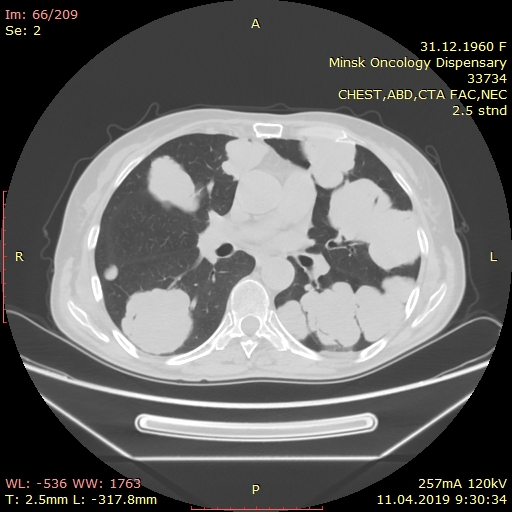 Im: 66/209
Se: 2
A
31.12.1960 F
Minsk Oncology Dispensary
33734
CHEST,ABD,CTA FAC,NEC
2.5 stnd
R
L
WL: -536 WW: 1763
T: 2.5mm L: -317.8mm
P
257mA 120kV
11.04.2019 9:30:34